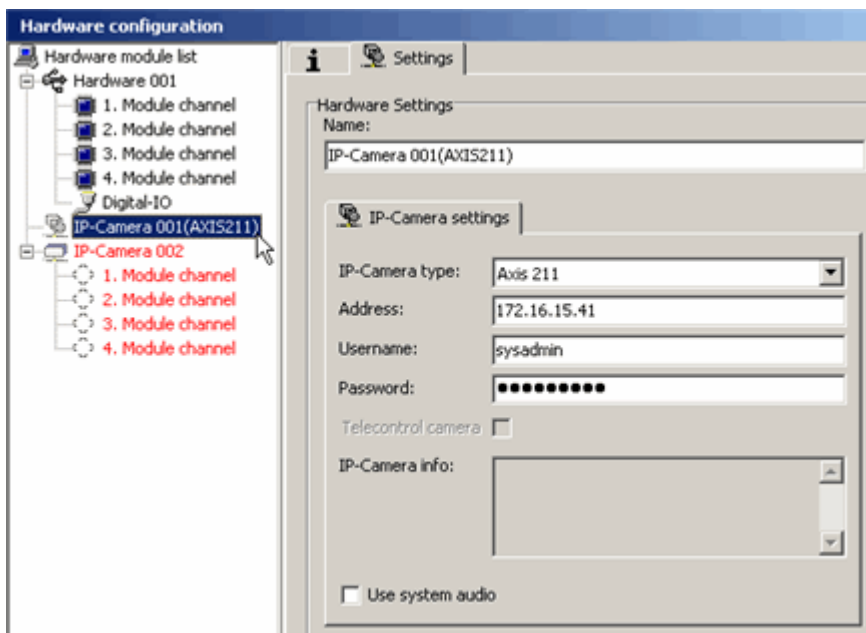 Hardware configuration
Hardware module list
Hardware 001
1. Module channel
2. Module channel
3. Module channel
4. Module channel
Digital-IO
IP-Camera 001(AXIS211)
IP-Camera 002
1. Module channel
2. Module channel
3. Module channel
4. Module channel
i Settings
Hardware Settings
Name:
IP-Camera 001(AXIS211)
IP-Camera settings
IP-Camera type: Axis 211
Address: 172.16.15.41
Username: sysadmin
Password: ●●●●●●●●●
Telecontrol camera
IP-Camera info:
Use system audio